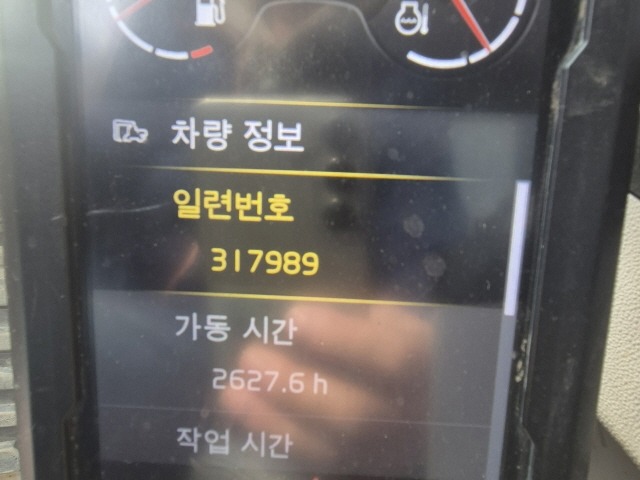 차량 정보
일련번호
317989
가동 시간
2627.6 h
작업 시간